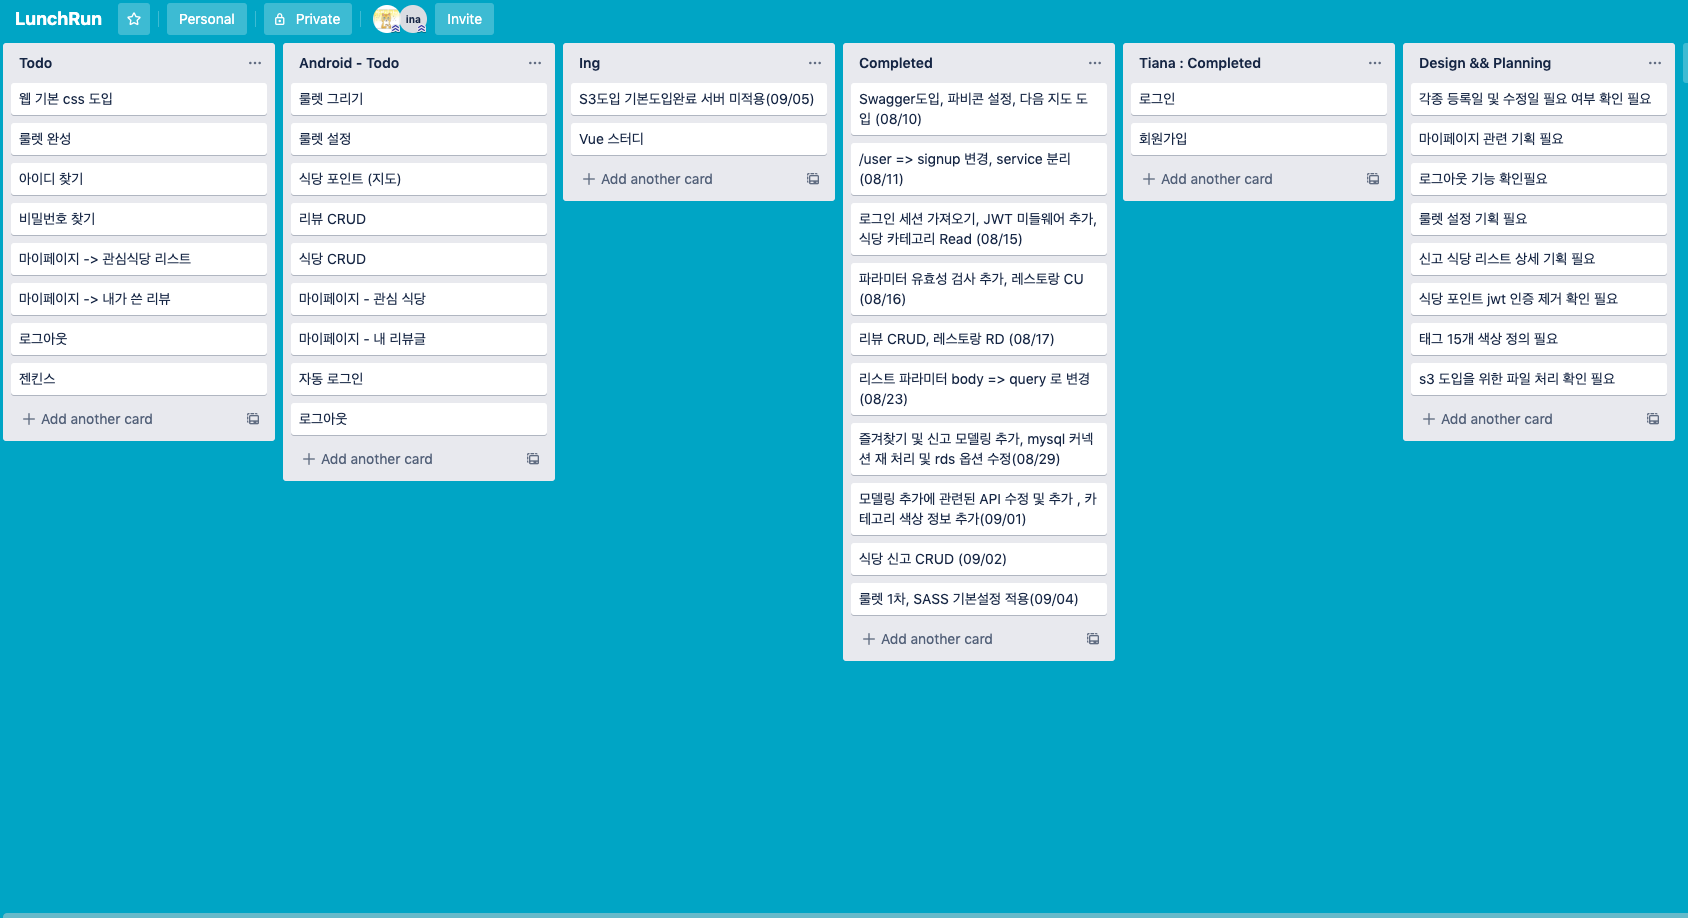 LunchRun
Personal
Private
ina
Invite
Todo
웹 기본 css 도입
룰렛 완성
아이디 찾기
비밀번호 찾기
마이페이지 -> 관심식당 리스트
마이페이지 -> 내가 쓴 리뷰
로그아웃
젠킨스
Add another card
Android - Todo
룰렛 그리기
룰렛 설정
식당 포인트 (지도)
리뷰 CRUD
식당 CRUD
마이페이지 - 관심 식당
마이페이지 - 내 리뷰글
자동 로그인
로그아웃
Add another card
Ing
S3도입 기본도입완료 서버 미적용(09/05)
Vue 스터디
Add another card
Completed
Swagger도입, 파비콘 설정, 다음 지도 도
입 (08/10)
/user => signup 변경, service 분리
(08/11)
로그인 세션 가져오기, JWT 미들웨어 추가,
식당 카테고리 Read (08/15)
파라미터 유효성 검사 추가, 레스토랑 CU
(08/16)
리뷰 CRUD, 레스토랑 RD (08/17)
리스트 파라미터 body => query 로 변경
(08/23)
즐겨찾기 및 신고 모델링 추가, mysql 커넥
션 재 처리 및 rds 옵션 수정(08/29)
모델링 추가에 관련된 API 수정 및 추가 , 카
테고리 색상 정보 추가(09/01)
식당 신고 CRUD (09/02)
룰렛 1차, SASS 기본설정 적용(09/04)
Add another card
Tiana : Completed
로그인
회원가입
Add another card
Design && Planning
각종 등록일 및 수정일 필요 여부 확인 필요
마이페이지 관련 기획 필요
로그아웃 기능 확인필요
룰렛 설정 기획 필요
신고 식당 리스트 상세 기획 필요
식당 포인트 jwt 인증 제거 확인 필요
태그 15개 색상 정의 필요
s3 도입을 위한 파일 처리 확인 필요
Add another card